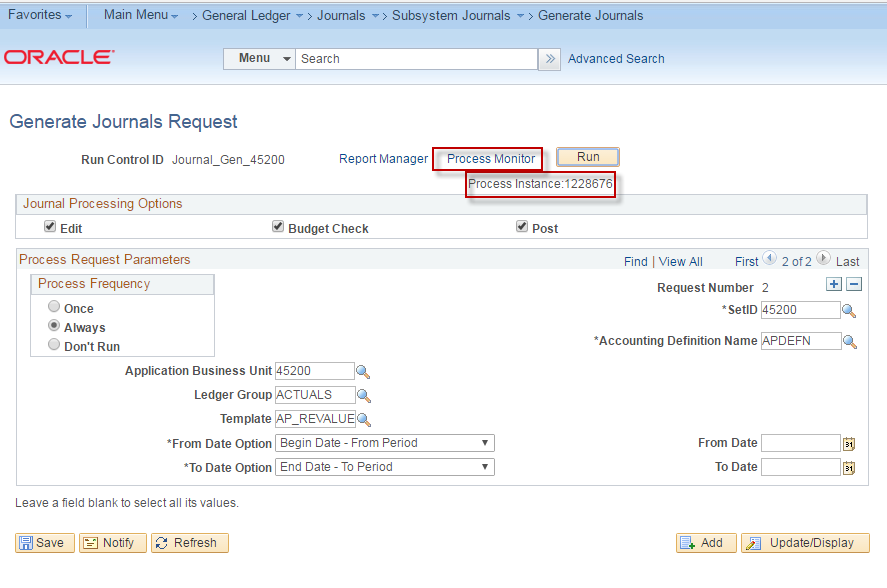 Favorites Main Menu > General Ledger > Journals > Subsystem Journals > Generate Journals
ORACLE
Menu Search » Advanced Search
Generate Journals Request
Run Control ID Journal_Gen_45200 Report Manager Process Monitor Run
Process Instance:1228676
Journal Processing Options
Edit Budget Check Post
Process Request Parameters Find | View All First 2 of 2 Last
Process Frequency
Once
Always
Don't Run
Request Number 2 + −
*SetID 45200
*Accounting Definition Name APDEFN
Application Business Unit 45200
Ledger Group ACTUALS
Template AP_REVALUE
*From Date Option Begin Date - From Period From Date 31
*To Date Option End Date - To Period To Date 31
Leave a field blank to select all its values.
Save Notify Refresh Add Update/Display